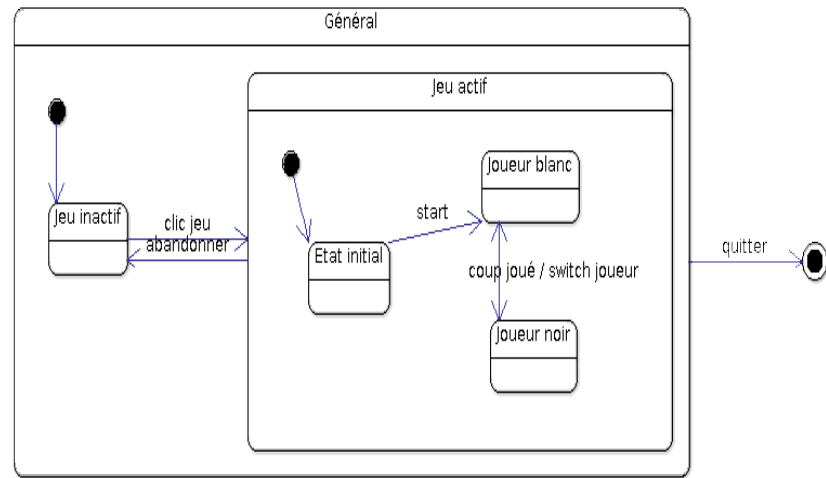 Général
Jeu actif
Joueur blanc
Jeu inactif
clic jeu
abandonner
start
Etat initial
quitter
coup joué / switch joueur
Joueur noir